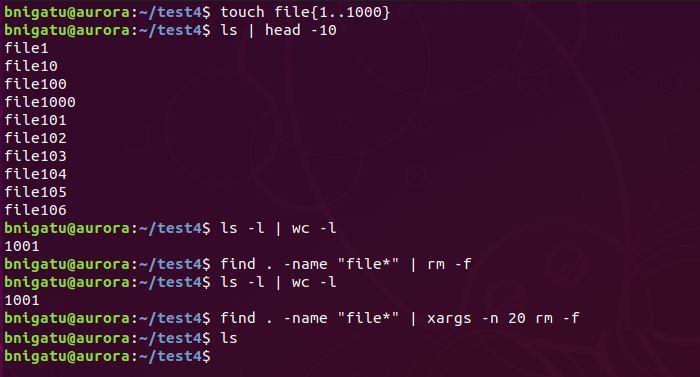 bnigatu@aurora:~/test4$ touch file{1..1000}
bnigatu@aurora:~/test4$ ls | head -10
file1
file10
file100
file1000
file101
file102
file103
file104
file105
file106
bnigatu@aurora:~/test4$ ls -l | wc -l
1001
bnigatu@aurora:~/test4$ find . -name "file*" | rm -f
bnigatu@aurora:~/test4$ ls -l | wc -l
1001
bnigatu@aurora:~/test4$ find . -name "file*" | xargs -n 20 rm -f
bnigatu@aurora:~/test4$ ls
bnigatu@aurora:~/test4$